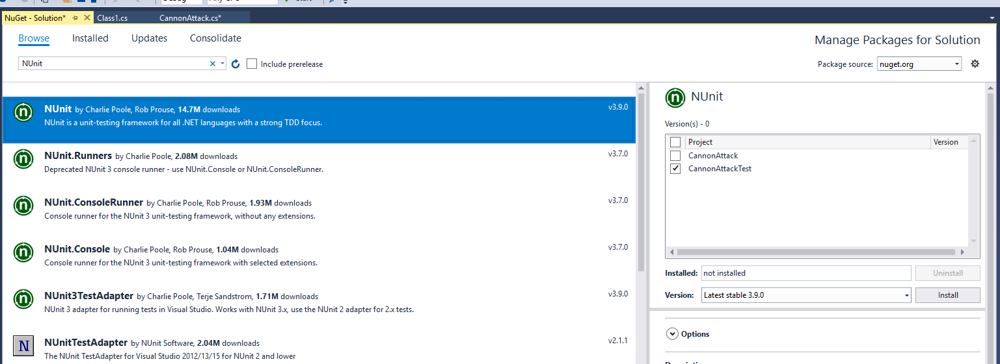 NuGet - Solution* Class1.cs CannonAttack.cs*
Browse Installed Updates Consolidate
Manage Packages for Solution
NUnit
Include prerelease
Package source: nuget.org
NUnit by Charlie Poole, Rob Prouse, 14.7M downloads
v3.9.0
NUnit is a unit-testing framework for all .NET languages with a strong TDD focus.
NUnit.Runners by Charlie Poole, 2.08M downloads
v3.7.0
Deprecated NUnit 3 console runner - use NUnit.Console or NUnit.ConsoleRunner.
NUnit.ConsoleRunner by Charlie Poole, Rob Prouse, 1.93M downloads
v3.7.0
Console runner for the NUnit 3 unit-testing framework, without any extensions.
NUnit.Console by Charlie Poole, Rob Prouse, 1.04M downloads
v3.7.0
Console runner for the NUnit 3 unit-testing framework with selected extensions.
NUnit3TestAdapter by Charlie Poole, Terje Sandstrom, 1.71M downloads
v3.9.0
NUnit 3 adapter for running tests in Visual Studio. Works with NUnit 3.x, use the NUnit 2 adapter for 2.x tests.
N
NUnitTestAdapter by NUnit Software, 2.04M downloads
v2.1.1
The NUnit TestAdapter for Visual Studio 2012/13/15 for NUnit 2 and lower
n NUnit
Version(s) - 0
Project Version
CannonAttack
CannonAttackTest
Installed: not installed Uninstall
Version: Latest stable 3.9.0 Install
Options